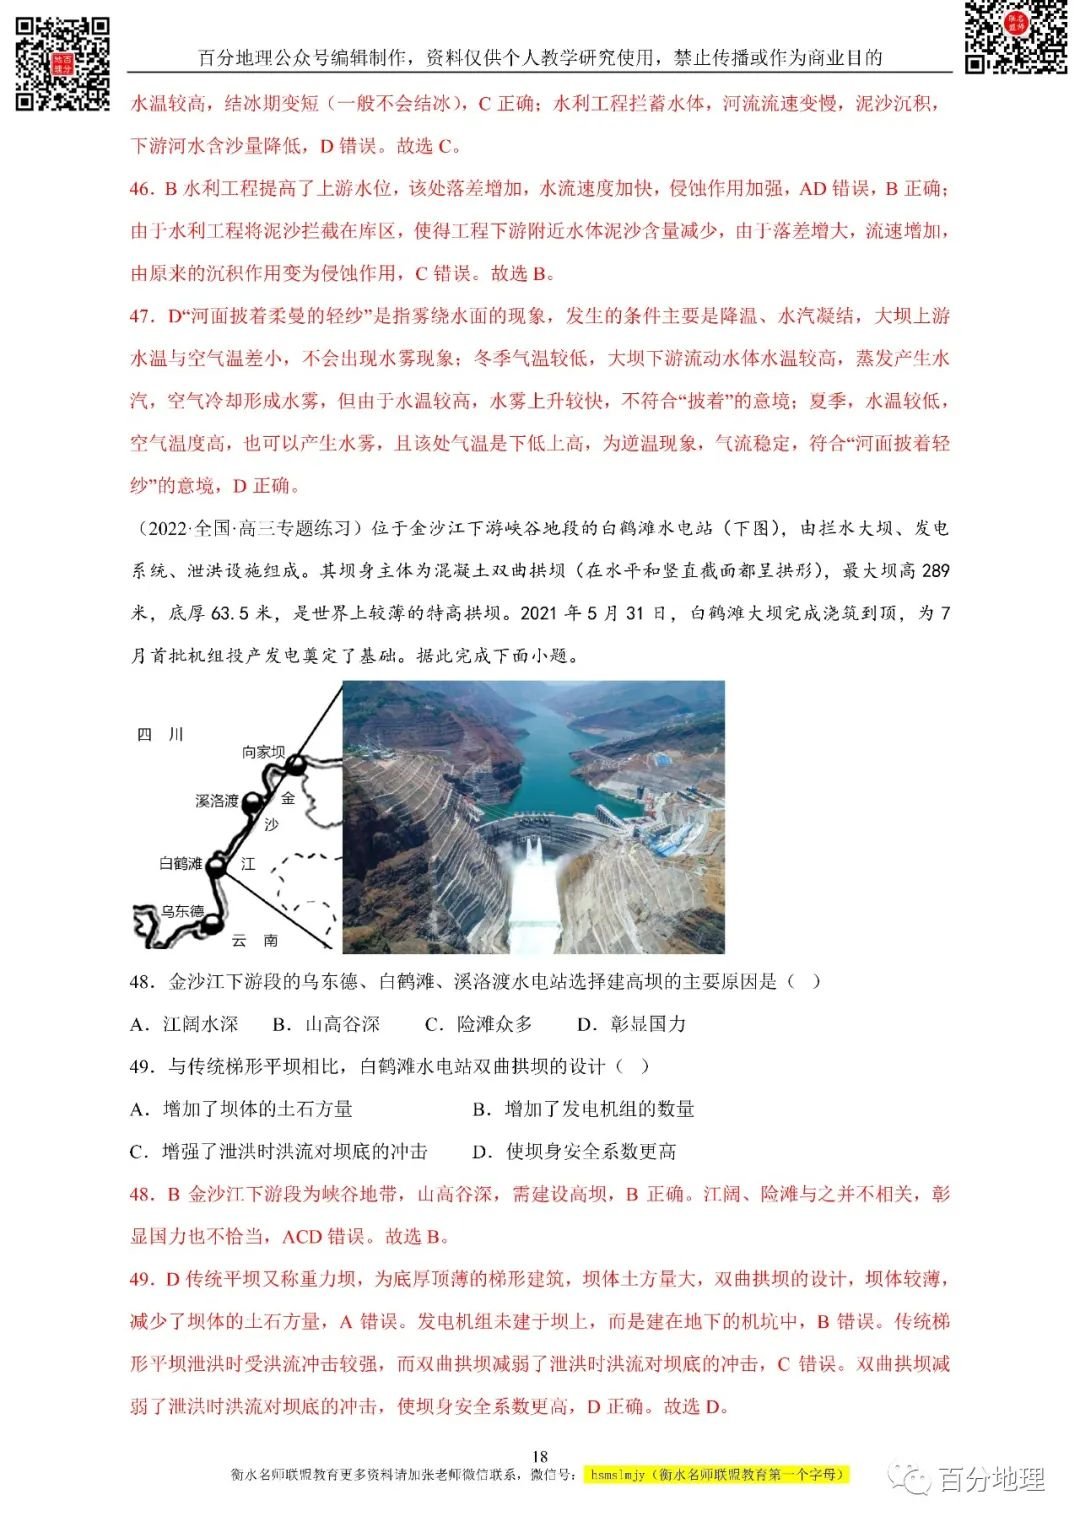 百分地理公众号编辑制作，资料仅供个人教学研究使用，禁止传播或作为商业目的
水温较高，结冰期变短（一般不会结冰），C 正确；水利工程拦蓄水体，河流流速变慢，泥沙沉积，
下游河水含沙量降低，D 错误。故选 C。
46．B 水利工程提高了上游水位，该处落差增加，水流速度加快，侵蚀作用加强，AD 错误，B 正确；
由于水利工程将泥沙拦截在库区，使得工程下游附近水体泥沙含量减少，由于落差增大，流速增加，
由原来的沉积作用变为侵蚀作用，C 错误。故选 B。
47．D“河面披着柔曼的轻纱”是指雾绕水面的现象，发生的条件主要是降温、水汽凝结，大坝上游
水温与空气温差小，不会出现水雾现象；冬季气温较低，大坝下游流动水体水温较高，蒸发产生水
汽，空气冷却形成水雾，但由于水温较高，水雾上升较快，不符合“披着”的意境；夏季，水温较低，
空气温度高，也可以产生水雾，且该处气温是下低上高，为逆温现象，气流稳定，符合“河面披着轻
纱”的意境，D 正确。
（2022·全国·高三专题练习）位于金沙江下游峡谷地段的白鹤滩水电站（下图），由拦水大坝、发电
系统、泄洪设施组成。其坝身主体为混凝土双曲拱坝（在水平和竖直截面都呈拱形），最大坝高 289
米，底厚 63.5 米，是世界上较薄的特高拱坝。2021 年 5 月 31 日，白鹤滩大坝完成浇筑到顶，为 7
月首批机组投产发电奠定了基础。据此完成下面小题。
四 川
向家坝
溪洛渡
金
沙
白鹤滩
江
乌东德
云 南
48．金沙江下游段的乌东德、白鹤滩、溪洛渡水电站选择建高坝的主要原因是（ ）
A．江阔水深 B．山高谷深 C．险滩众多 D．彰显国力
49．与传统梯形平坝相比，白鹤滩水电站双曲拱坝的设计（ ）
A．增加了坝体的土石方量 B．增加了发电机组的数量
C．增强了泄洪时洪流对坝底的冲击 D．使坝身安全系数更高
48．B 金沙江下游段为峡谷地带，山高谷深，需建设高坝，B 正确。江阔、险滩与之并不相关，彰
显国力也不恰当，ACD 错误。故选 B。
49．D 传统平坝又称重力坝，为底厚顶薄的梯形建筑，坝体土方量大，双曲拱坝的设计，坝体较薄，
减少了坝体的土石方量，A 错误。发电机组未建于坝上，而是建在地下的机坑中，B 错误。传统梯
形平坝泄洪时受洪流冲击较强，而双曲拱坝减弱了泄洪时洪流对坝底的冲击，C 错误。双曲拱坝减
弱了泄洪时洪流对坝底的冲击，使坝身安全系数更高，D 正确。故选 D。
18
衡水名师联盟教育更多资料请加张老师微信联系，微信号： hsmslmjy（衡水名师联盟教育第一个字母）
百分地理